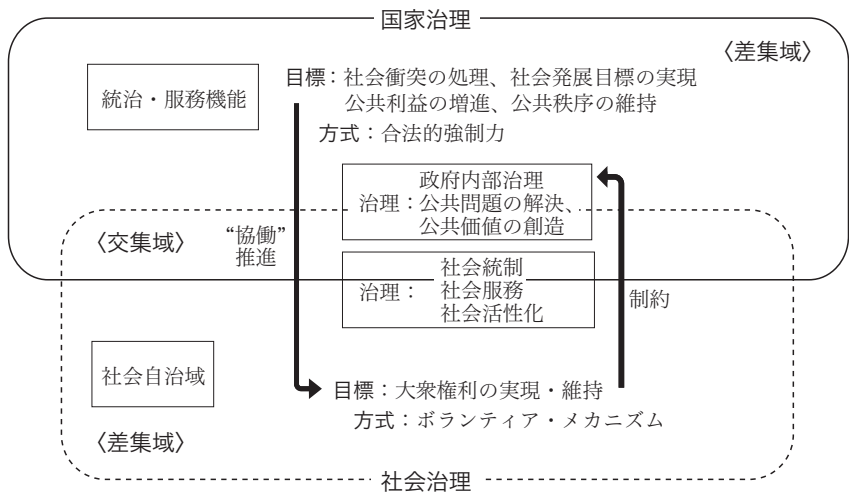 国家治理
〈差集域〉
統治・服務機能
目標：社会衝突の処理、社会発展目標の実現
公共利益の増進、公共秩序の維持
方式：合法的強制力
政府内部治理
治理：公共問題の解決、
公共価値の創造
〈交集域〉
“協働”
推進
社会統制
治理： 社会服務
社会活性化
制約
社会自治域
目標：大衆権利の実現・維持
方式：ボランティア・メカニズム
〈差集域〉
社会治理